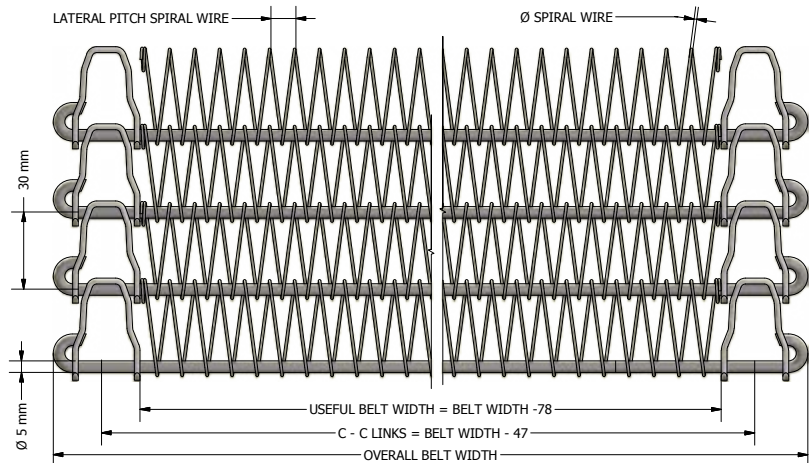 LATERAL PITCH SPIRAL WIRE
Ø SPIRAL WIRE
30 mm
Ø 5 mm
USEFUL BELT WIDTH = BELT WIDTH -78
C - C LINKS = BELT WIDTH - 47
OVERALL BELT WIDTH